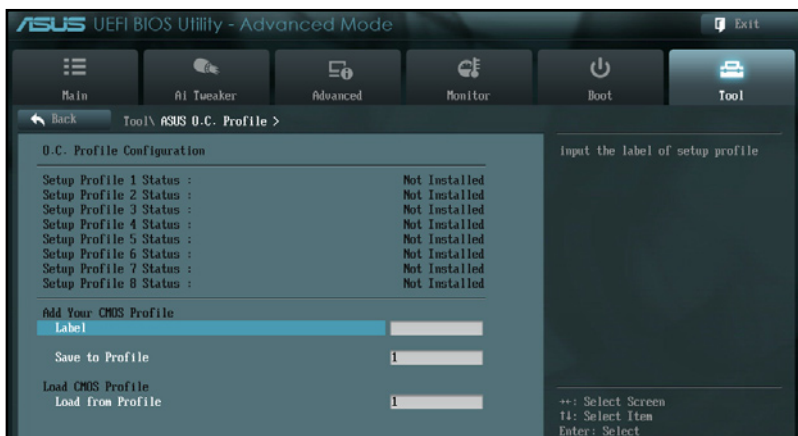 ASUS UEFI BIOS Utility - Advanced Mode
Exit
Main
Ai Tweaker
Advanced
Monitor
Boot
Tool
Back
Tool\ ASUS O.C. Profile >
O.C. Profile Configuration
input the label of setup profile
Setup Profile 1 Status : Not Installed
Setup Profile 2 Status : Not Installed
Setup Profile 3 Status : Not Installed
Setup Profile 4 Status : Not Installed
Setup Profile 5 Status : Not Installed
Setup Profile 6 Status : Not Installed
Setup Profile 7 Status : Not Installed
Setup Profile 8 Status : Not Installed
Add Your CMOS Profile
Label
Save to Profile 1
Load CMOS Profile
Load from Profile 1
→←: Select Screen
↑↓: Select Item
Enter: Select